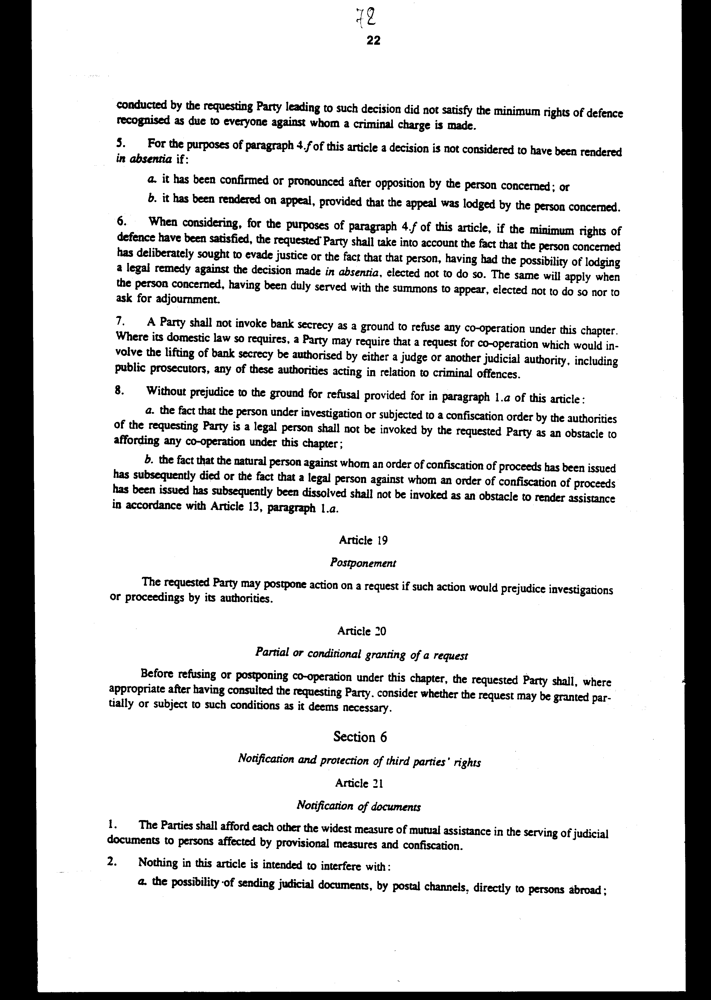 72
22
conducted by the requesting Party leading to such decision did not satisfy the minimum rights of defence
recognised as due to everyone against whom a criminal charge is made.
5. For the purposes of paragraph 4.f of this article a decision is not considered to have been rendered
in absentia if:
a. it has been confirmed or pronounced after opposition by the person concerned; or
b. it has been rendered on appeal, provided that the appeal was lodged by the person concerned.
6. When considering, for the purposes of paragraph 4.f of this article, if the minimum rights of
defence have been satisfied, the requested Party shall take into account the fact that the person concerned
has deliberately sought to evade justice or the fact that that person, having had the possibility of lodging
a legal remedy against the decision made in absentia, elected not to do so. The same will apply when
the person concerned, having been duly served with the summons to appear, elected not to do so nor to
ask for adjournment.
7. A Party shall not invoke bank secrecy as a ground to refuse any co-operation under this chapter.
Where its domestic law so requires, a Party may require that a request for co-operation which would in-
volve the lifting of bank secrecy be authorised by either a judge or another judicial authority, including
public prosecutors, any of these authorities acting in relation to criminal offences.
8. Without prejudice to the ground for refusal provided for in paragraph 1.a of this article:
a. the fact that the person under investigation or subjected to a confiscation order by the authorities
of the requesting Party is a legal person shall not be invoked by the requested Party as an obstacle to
affording any co-operation under this chapter;
b. the fact that the natural person against whom an order of confiscation of proceeds has been issued
has subsequently died or the fact that a legal person against whom an order of confiscation of proceeds
has been issued has subsequently been dissolved shall not be invoked as an obstacle to render assistance
in accordance with Article 13, paragraph 1.a.
Article 19
Postponement
The requested Party may postpone action on a request if such action would prejudice investigations
or proceedings by its authorities.
Article 20
Partial or conditional granting of a request
Before refusing or postponing co-operation under this chapter, the requested Party shall, where
appropriate after having consulted the requesting Party, consider whether the request may be granted par-
tially or subject to such conditions as it deems necessary.
Section 6
Notification and protection of third parties' rights
Article 21
Notification of documents
1. The Parties shall afford each other the widest measure of mutual assistance in the serving of judicial
documents to persons affected by provisional measures and confiscation.
2. Nothing in this article is intended to interfere with:
a. the possibility of sending judicial documents, by postal channels, directly to persons abroad;